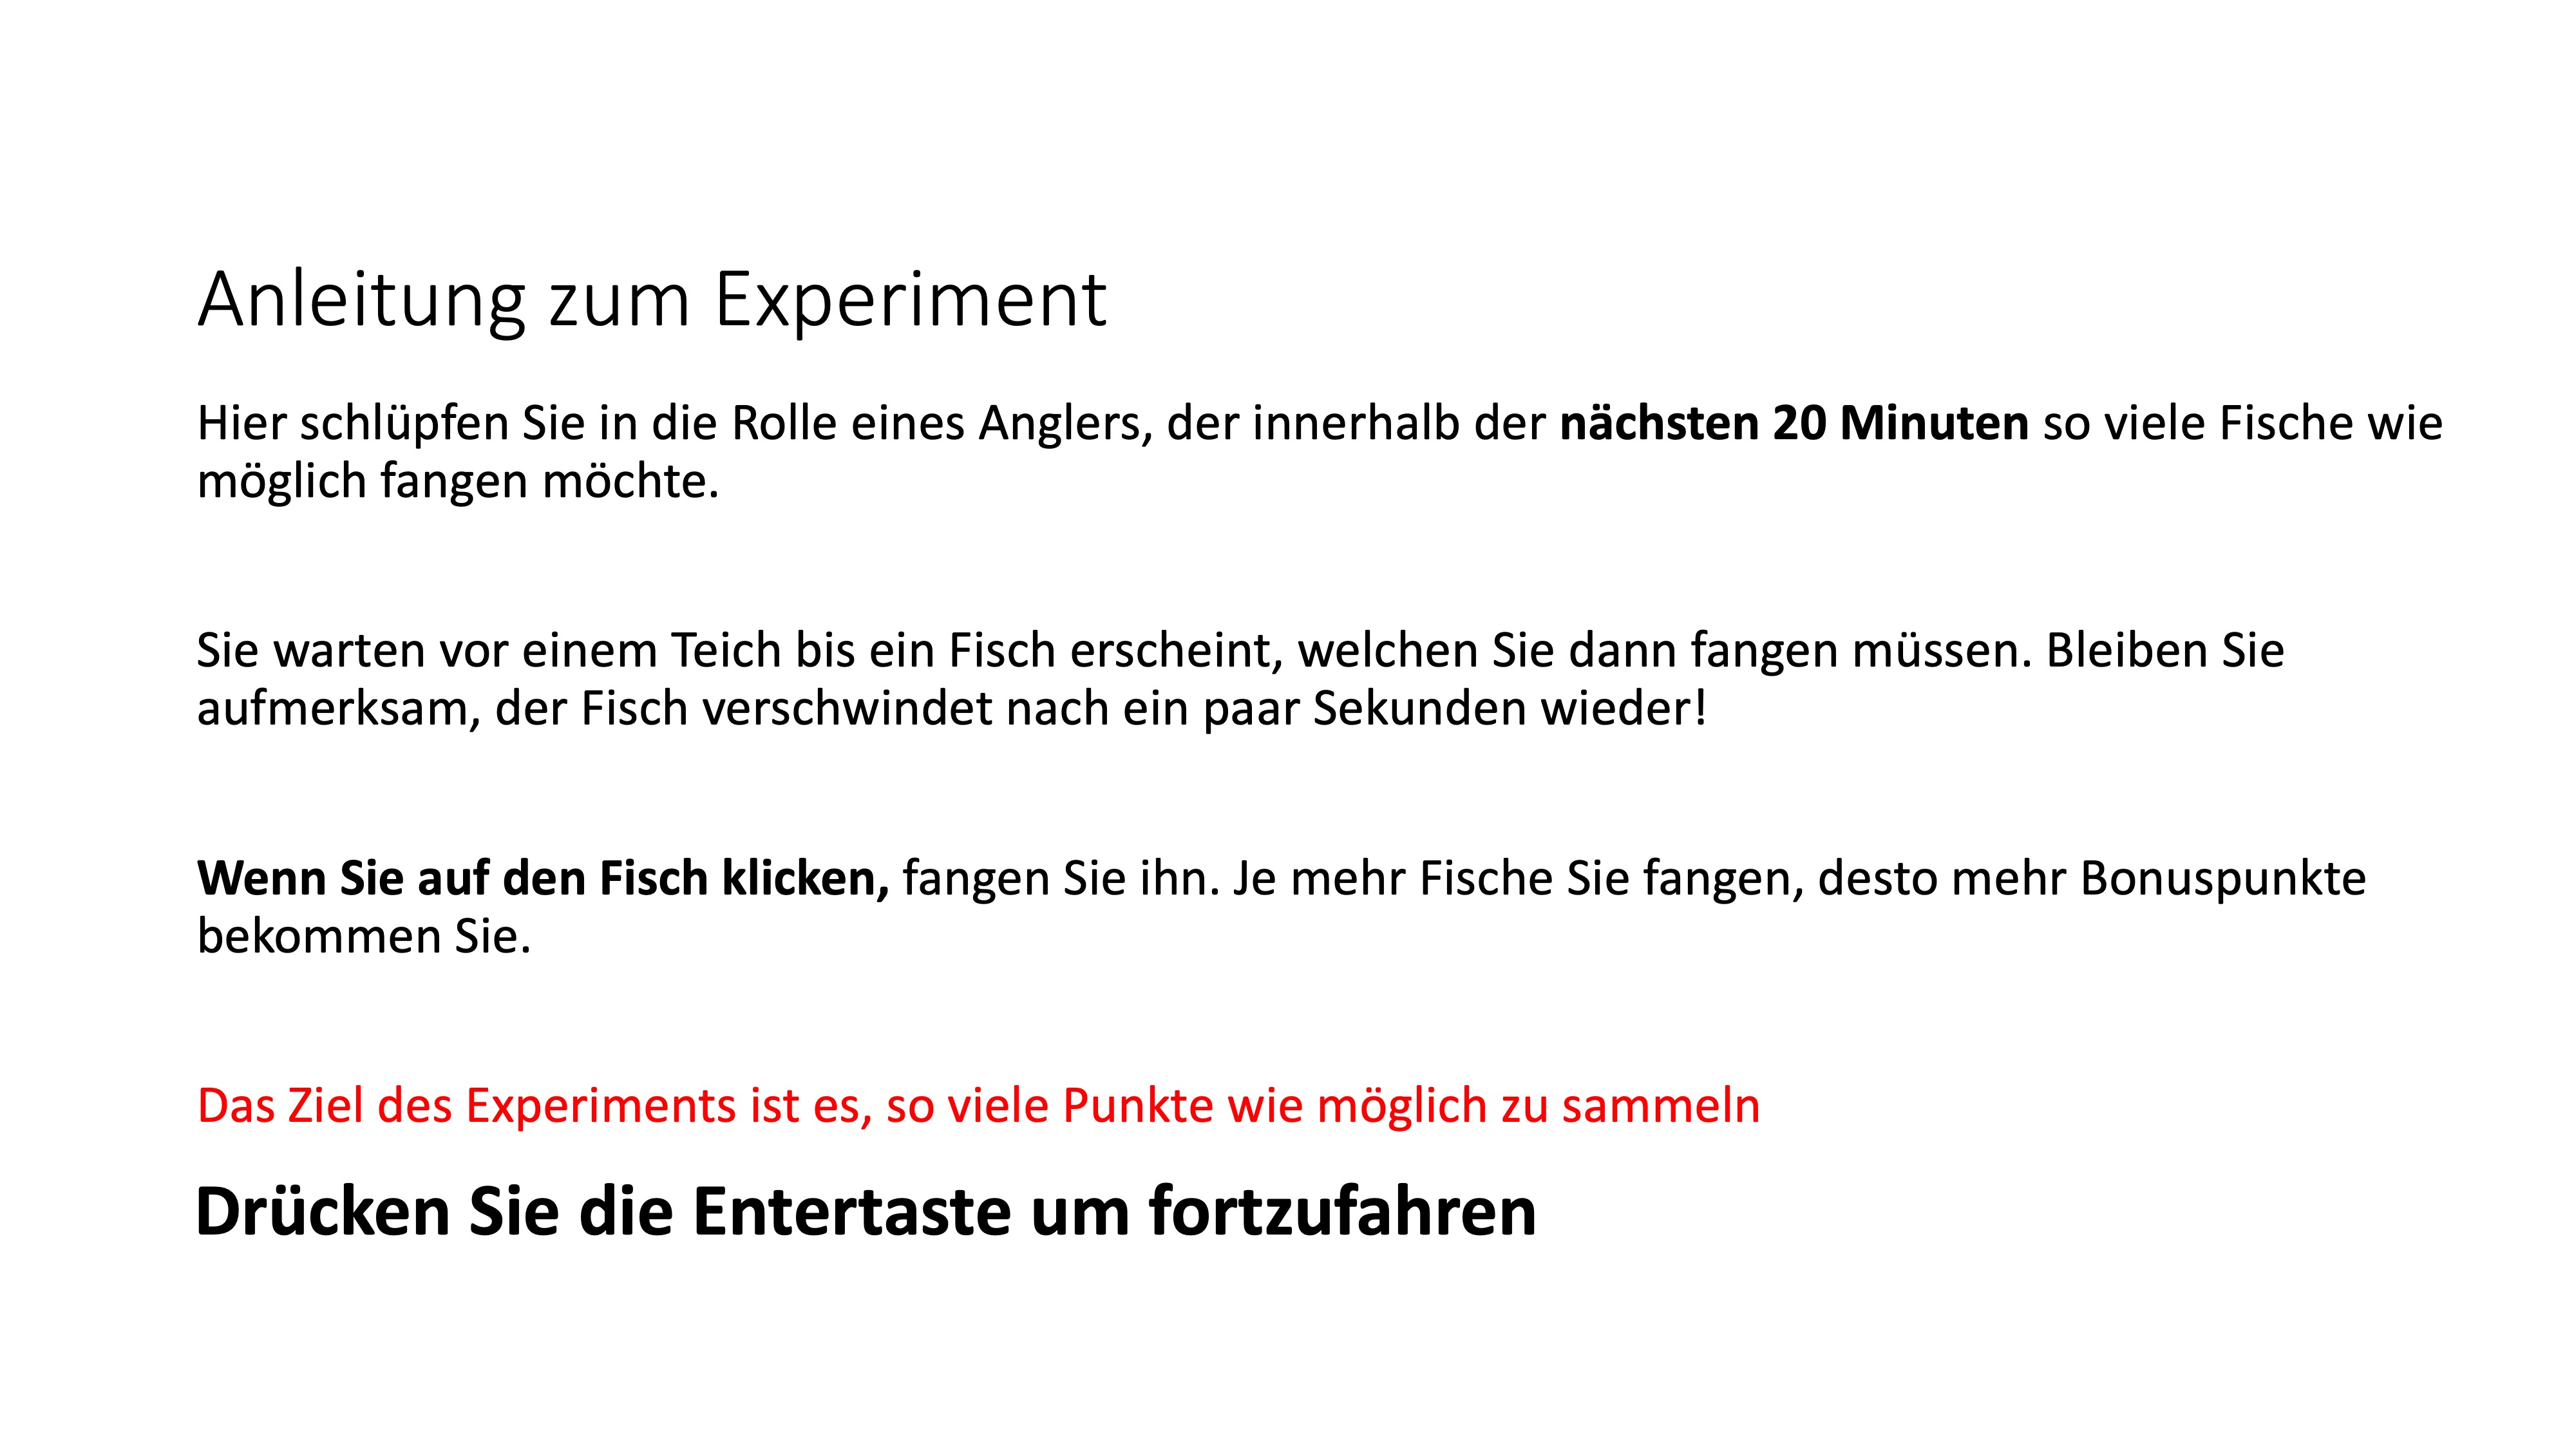 Anleitung zum Experiment
Hier schlüpfen Sie in die Rolle eines Anglers, der innerhalb der nächsten 20 Minuten so viele Fische wie
möglich fangen möchte.
Sie warten vor einem Teich bis ein Fisch erscheint, welchen Sie dann fangen müssen. Bleiben Sie
aufmerksam, der Fisch verschwindet nach ein paar Sekunden wieder!
Wenn Sie auf den Fisch klicken, fangen Sie ihn. Je mehr Fische Sie fangen, desto mehr Bonuspunkte
bekommen Sie.
Das Ziel des Experiments ist es, so viele Punkte wie möglich zu sammeln
Drücken Sie die Entertaste um fortzufahren